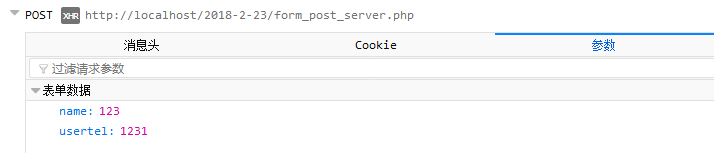 POST XHR http://localhost/2018-2-23/form_post_server.php
消息头 Cookie 参数
过滤请求参数
表单数据
name: 123
usertel: 1231